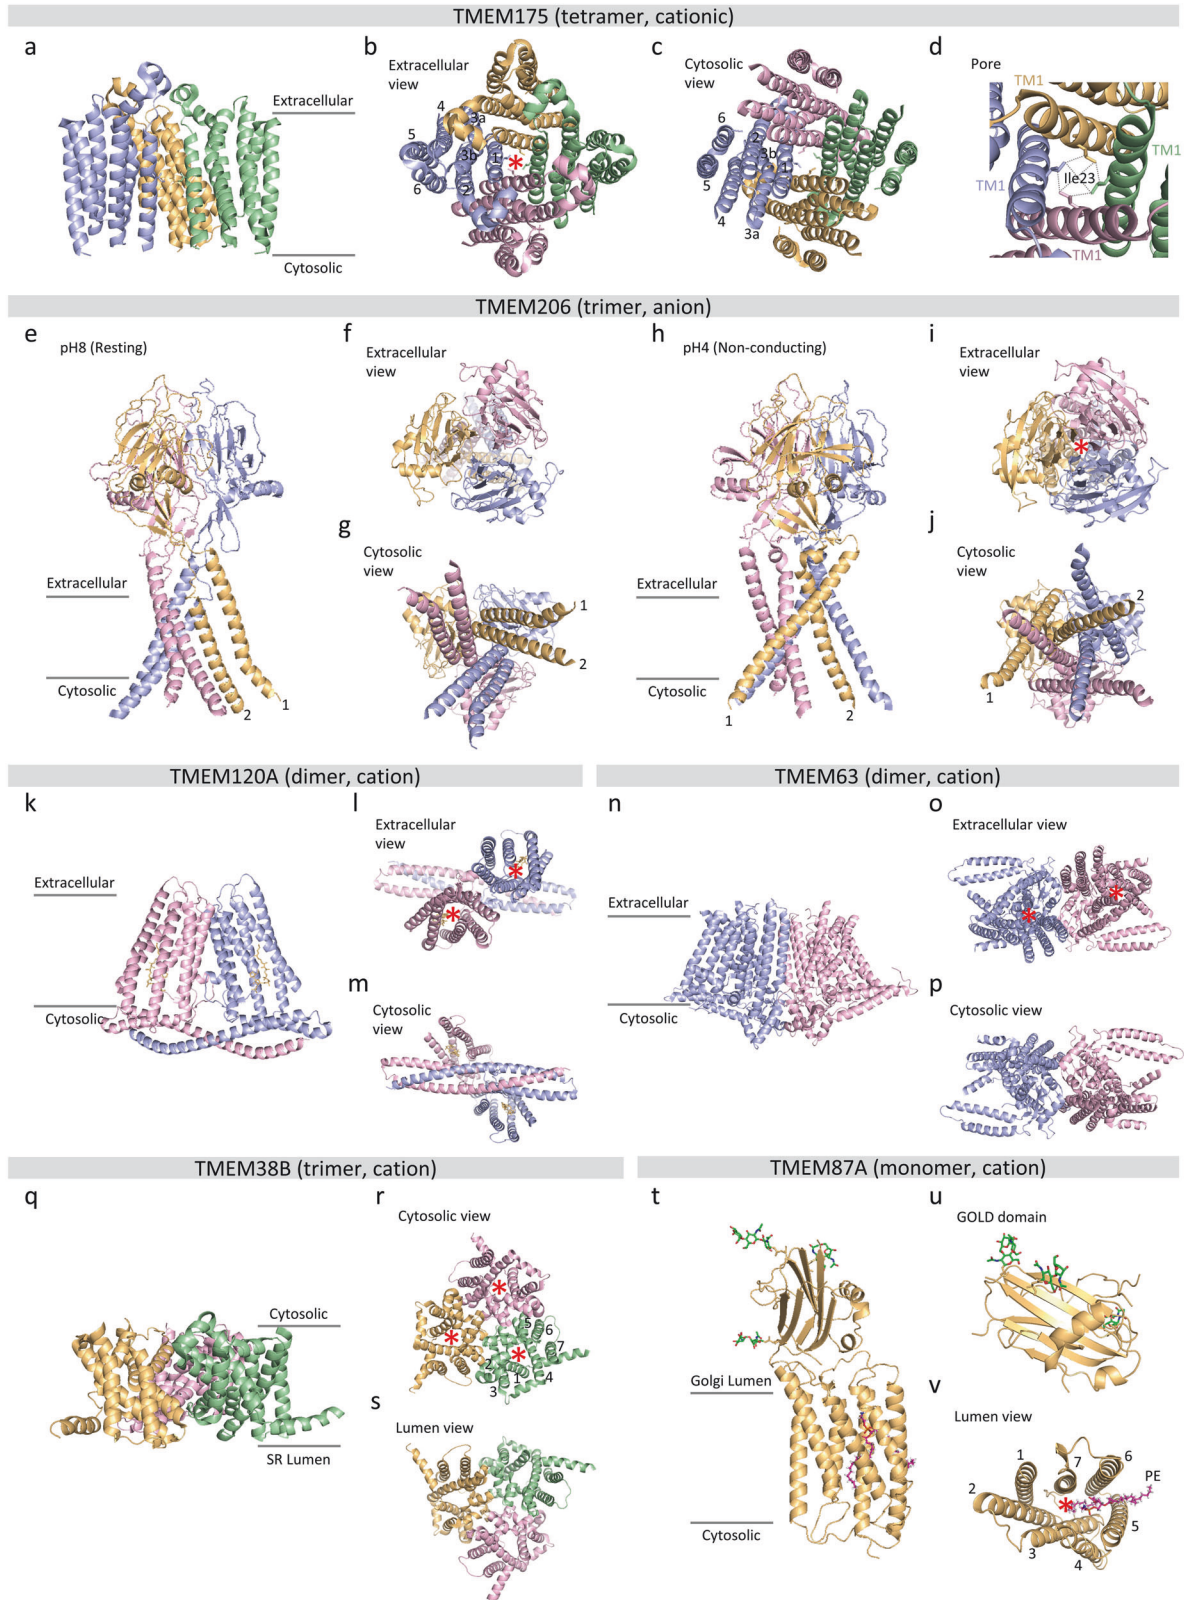 TMEM175 (tetramer, cationic)
a
Extracellular
Cytosolic
b
Extracellular
view
4
3a
5
3b
1
6
2
c
Cytosolic
view
6
2
3b
1
5
4
3a
d
Pore
TM1
TM1
Ile23
TM1
TM1
TMEM206 (trimer, anion)
e
pH8 (Resting)
Extracellular
Cytosolic
1
2
f
Extracellular
view
g
Cytosolic
view
1
2
h
pH4 (Non-conducting)
Extracellular
Cytosolic
1
2
i
Extracellular
view
j
Cytosolic
view
2
1
TMEM120A (dimer, cation)
k
Extracellular
Cytosolic
l
Extracellular
view
m
Cytosolic
view
TMEM63 (dimer, cation)
n
Extracellular
Cytosolic
o
Extracellular view
p
Cytosolic view
TMEM38B (trimer, cation)
q
Cytosolic
SR Lumen
r
Cytosolic view
5
6
7
2
1
4
3
s
Lumen view
TMEM87A (monomer, cation)
t
Golgi Lumen
Cytosolic
u
GOLD domain
v
Lumen view
1
7
6
2
PE
5
3
4